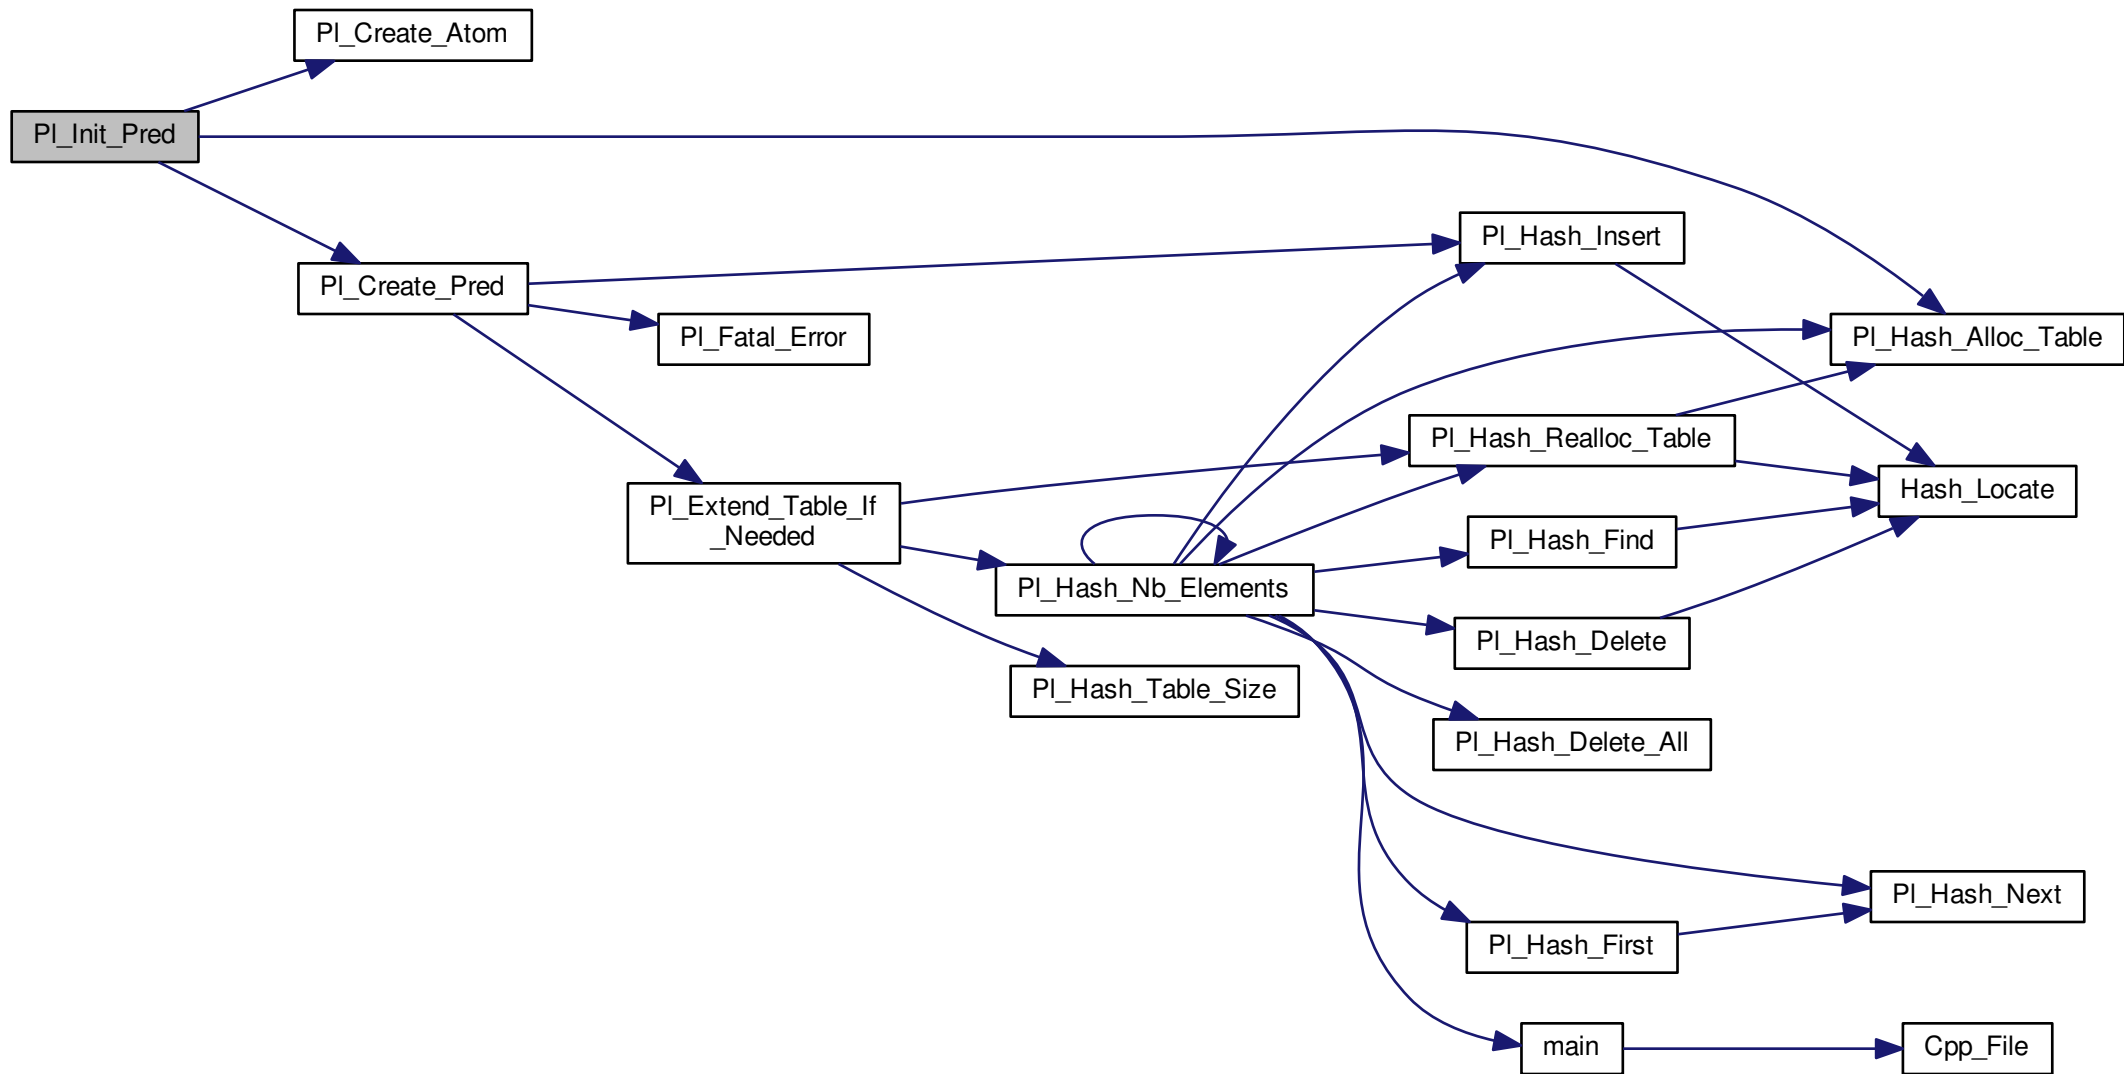 Pl_Create_Atom
Pl_Init_Pred
Pl_Hash_Insert
Pl_Create_Pred
Pl_Fatal_Error
Pl_Hash_Alloc_Table
Pl_Hash_Realloc_Table
Pl_Extend_Table_If
_Needed
Hash_Locate
Pl_Hash_Find
Pl_Hash_Nb_Elements
Pl_Hash_Delete
Pl_Hash_Table_Size
Pl_Hash_Delete_All
Pl_Hash_Next
Pl_Hash_First
main
Cpp_File